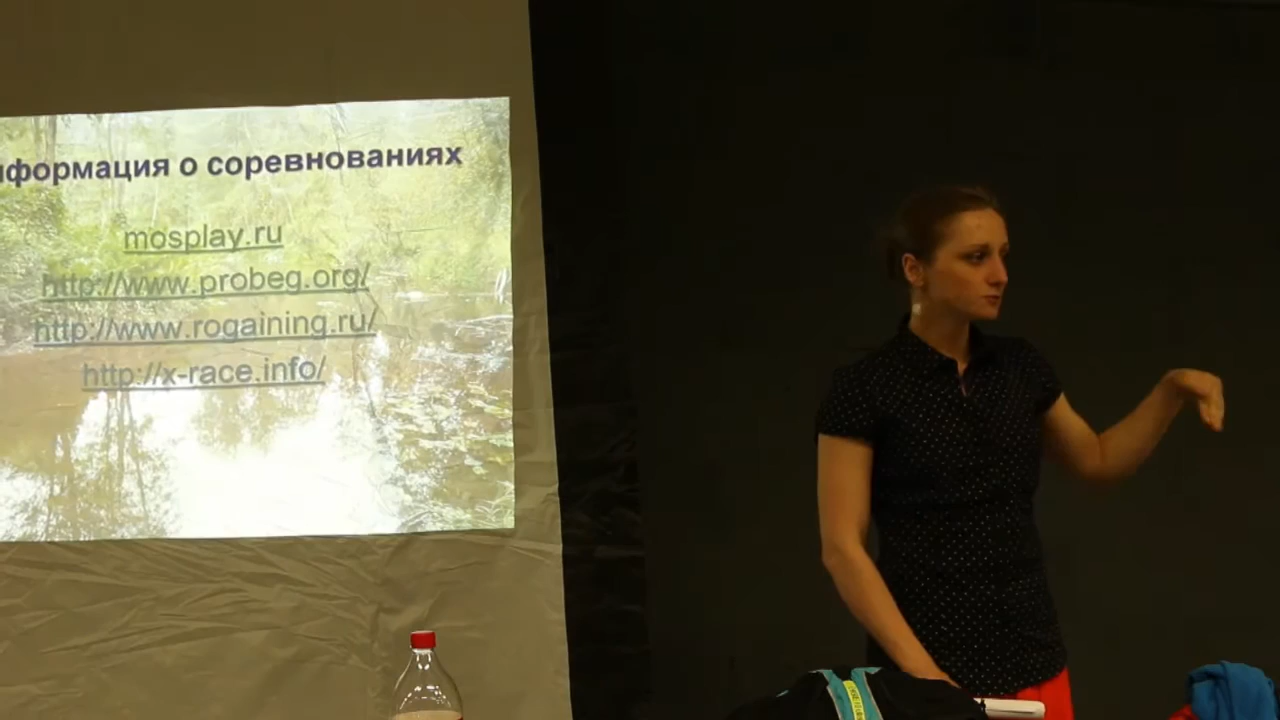 нформация о соревнованиях
mosplay.ru
http://www.probeg.org/
http://www.rogaining.ru/
http://x-race.info/